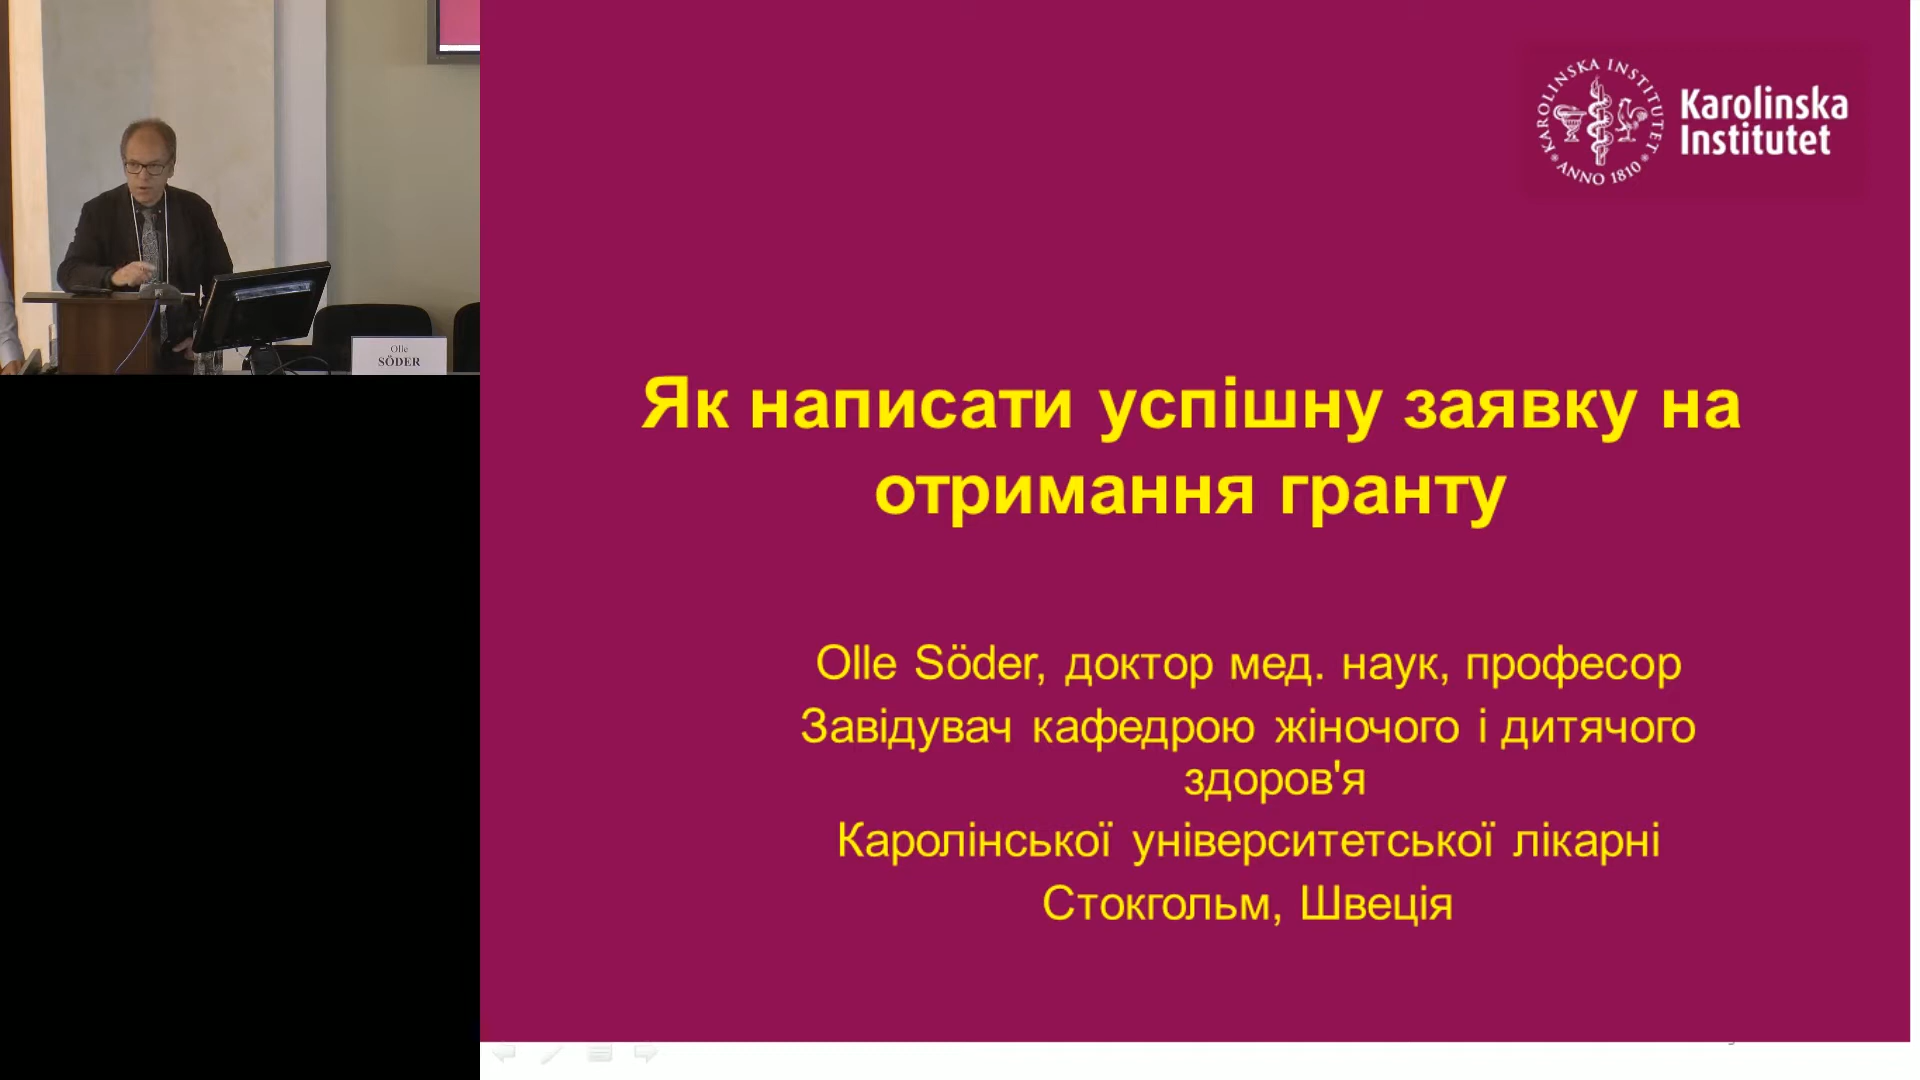 Olle
SÖDER
KAROLINSKA INSTITUTET
ANNO 1810
Karolinska
Institutet
Як написати успішну заявку на
отримання гранту
Olle Söder, доктор мед. наук, професор
Завідувач кафедрою жіночого і дитячого
здоров'я
Каролінської університетської лікарні
Стокгольм, Швеція